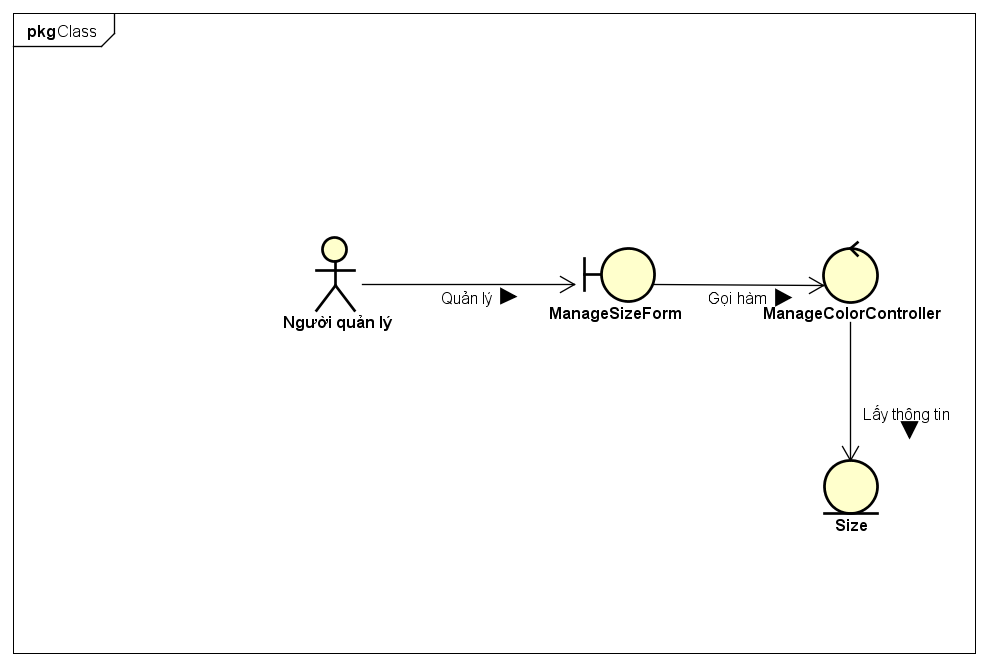 pkgClass
Quản lý
Gọi hàm
Người quản lý
ManageSizeForm
ManageColorController
Lấy thông tin
Size